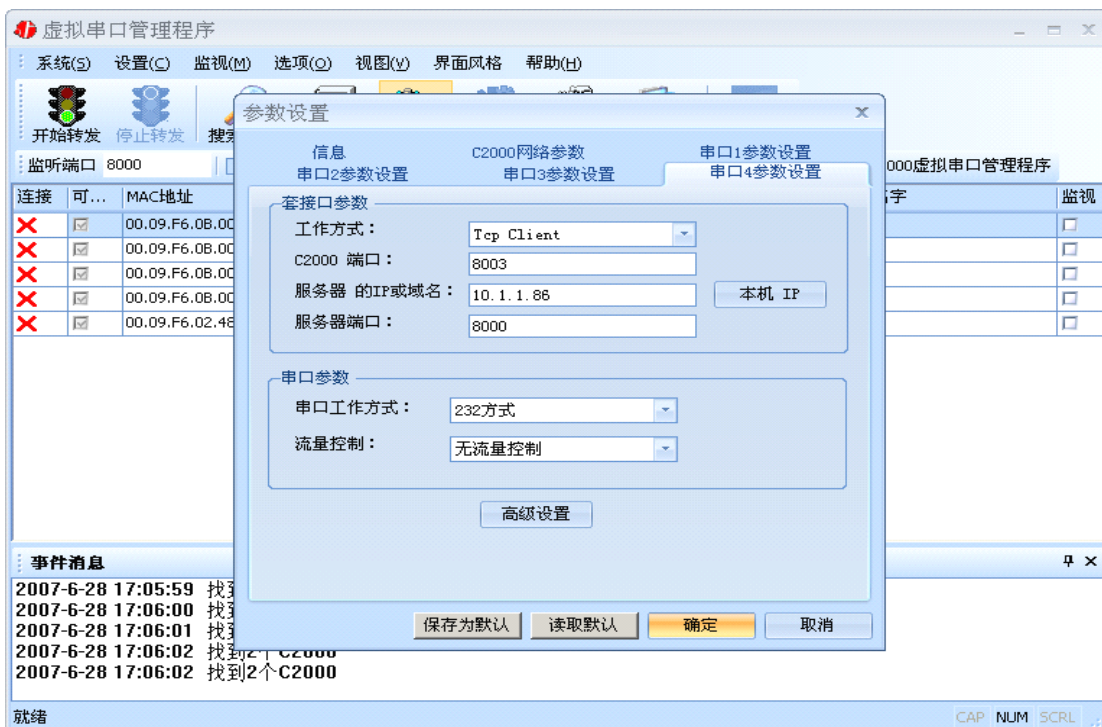 虚拟串口管理程序
系统(S) 设置(C) 监视(M) 选项(O) 视图(V) 界面风格 帮助(H)
开始转发 停止转发
监听端口 8000
000虚拟串口管理程序
连接 可... MAC地址 字 监视
00.09.F6.0B.00
00.09.F6.0B.00
00.09.F6.0B.00
00.09.F6.0B.00
00.09.F6.02.48
参数设置
信息 C2000网络参数 串口1参数设置
串口2参数设置 串口3参数设置 串口4参数设置
套接口参数
工作方式： Tcp Client
C2000 端口： 8003
服务器 的IP或域名： 10.1.1.86 本机 IP
服务器端口： 8000
串口参数
串口工作方式： 232方式
流量控制： 无流量控制
高级设置
保存为默认 读取默认 确定 取消
事件消息
2007-6-28 17:05:59 找到
2007-6-28 17:06:00 找到
2007-6-28 17:06:01 找到
2007-6-28 17:06:02 找到2个C2000
2007-6-28 17:06:02 找到2个C2000
就绪 CAP NUM SCRL